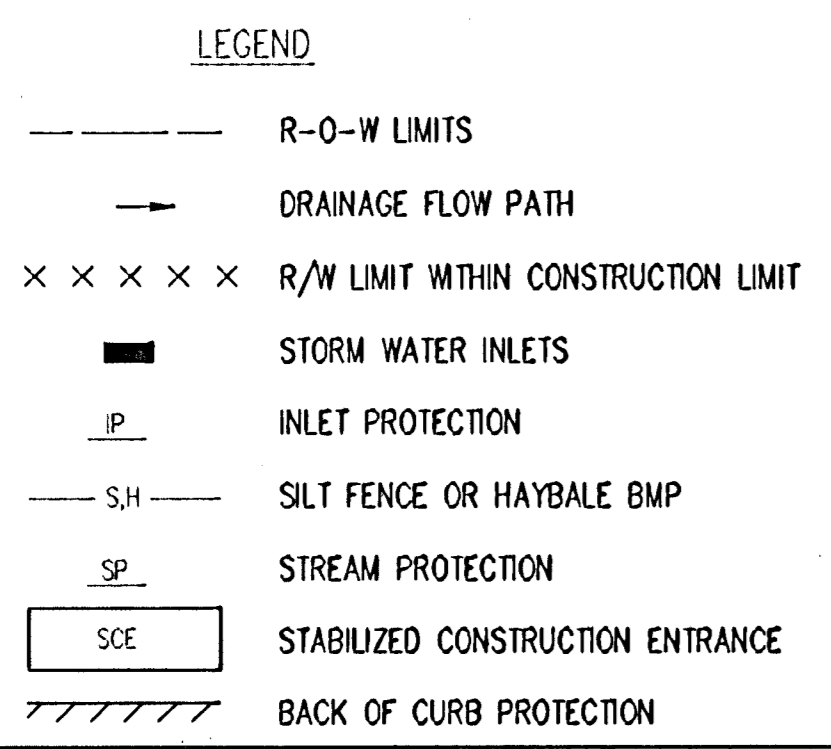 LEGEND
R-O-W LIMITS
DRAINAGE FLOW PATH
R/W LIMIT WITHIN CONSTRUCTION LIMIT
STORM WATER INLETS
IP INLET PROTECTION
S,H SILT FENCE OR HAYBALE BMP
SP STREAM PROTECTION
SCE STABILIZED CONSTRUCTION ENTRANCE
BACK OF CURB PROTECTION